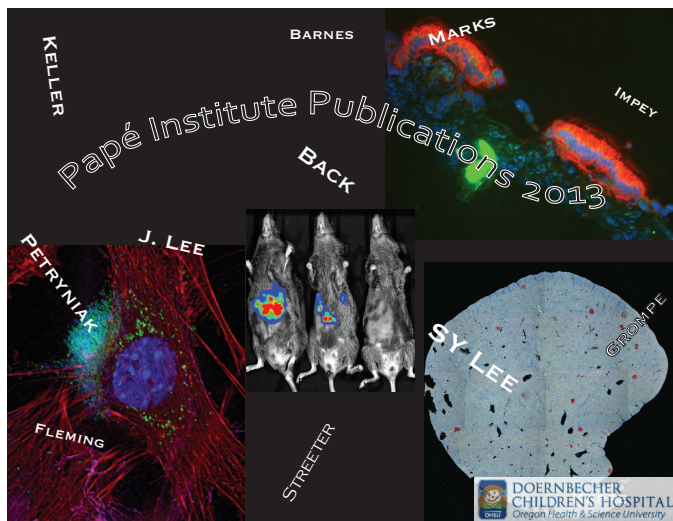 KELLER
BARNES
MARKS
IMPEY
Papé Institute Publications 2013
BACK
J. LEE
PETRYNIAK
SY LEE
GROMPE
FLEMING
STREETER
OHSU
DOERNBECHER
CHILDREN'S HOSPITAL
Oregon Health & Science University